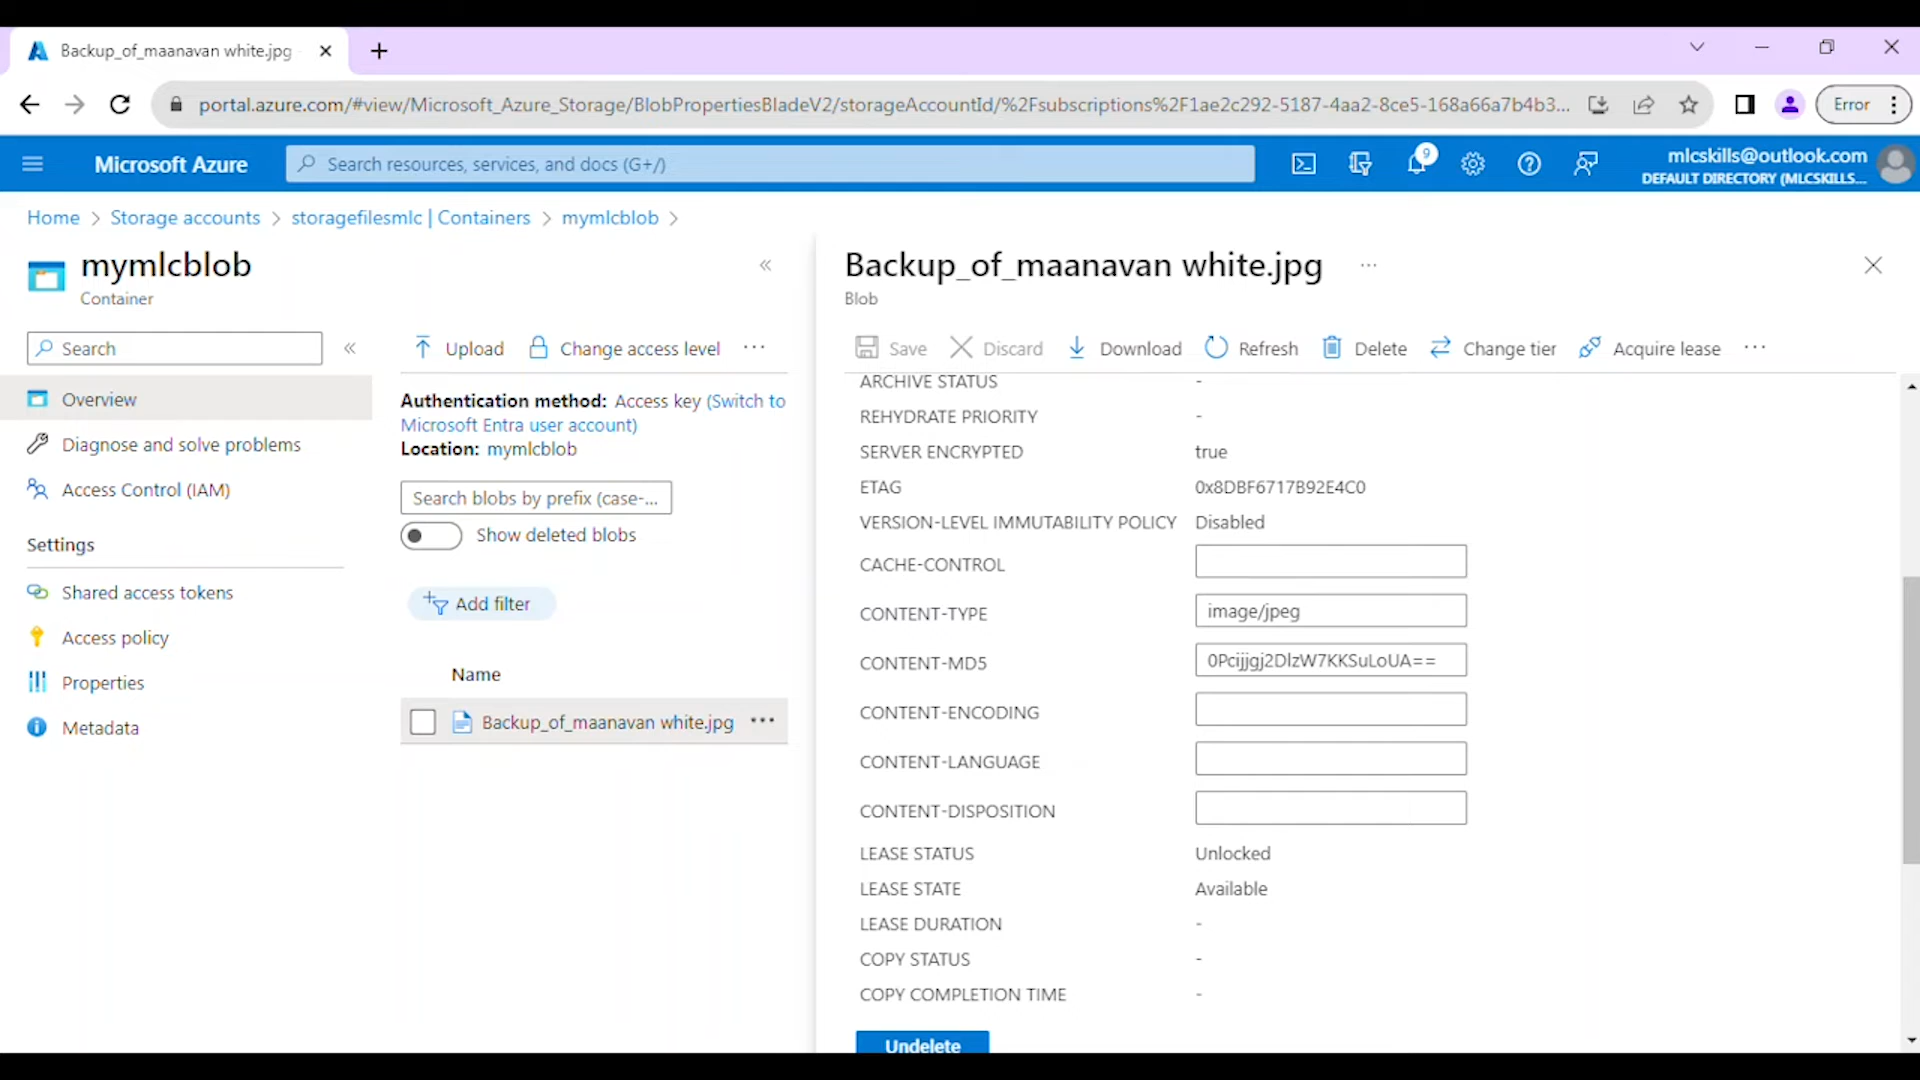 Backup_of_maanavan white.jpg
portal.azure.com/#view/Microsoft_Azure_Storage/BlobPropertiesBladeV2/storageAccountId/%2Fsubscriptions%2F1ae2c292-5187-4aa2-8ce5-168a66a7b4b3...
Error
Microsoft Azure
Search resources, services, and docs (G+/)
9
mlcskills@outlook.com
DEFAULT DIRECTORY (MLCSKILLS...
Home > Storage accounts > storagefilesmlc | Containers > mymlcblob >
mymlcblob
Container
Search
Overview
Diagnose and solve problems
Access Control (IAM)
Settings
Shared access tokens
Access policy
Properties
Metadata
Upload Change access level ...
Authentication method: Access key (Switch to
Microsoft Entra user account)
Location: mymlcblob
Search blobs by prefix (case-...
Show deleted blobs
Add filter
Name
Backup_of_maanavan white.jpg ...
Backup_of_maanavan white.jpg ...
Blob
Save Discard Download Refresh Delete Change tier Acquire lease ...
ARCHIVE STATUS -
REHYDRATE PRIORITY -
SERVER ENCRYPTED true
ETAG 0x8DBF6717B92E4C0
VERSION-LEVEL IMMUTABILITY POLICY Disabled
CACHE-CONTROL
CONTENT-TYPE image/jpeg
CONTENT-MD5 0Pcijjgj2DlzW7KKSuLoUA==
CONTENT-ENCODING
CONTENT-LANGUAGE
CONTENT-DISPOSITION
LEASE STATUS Unlocked
LEASE STATE Available
LEASE DURATION -
COPY STATUS -
COPY COMPLETION TIME -
Undelete